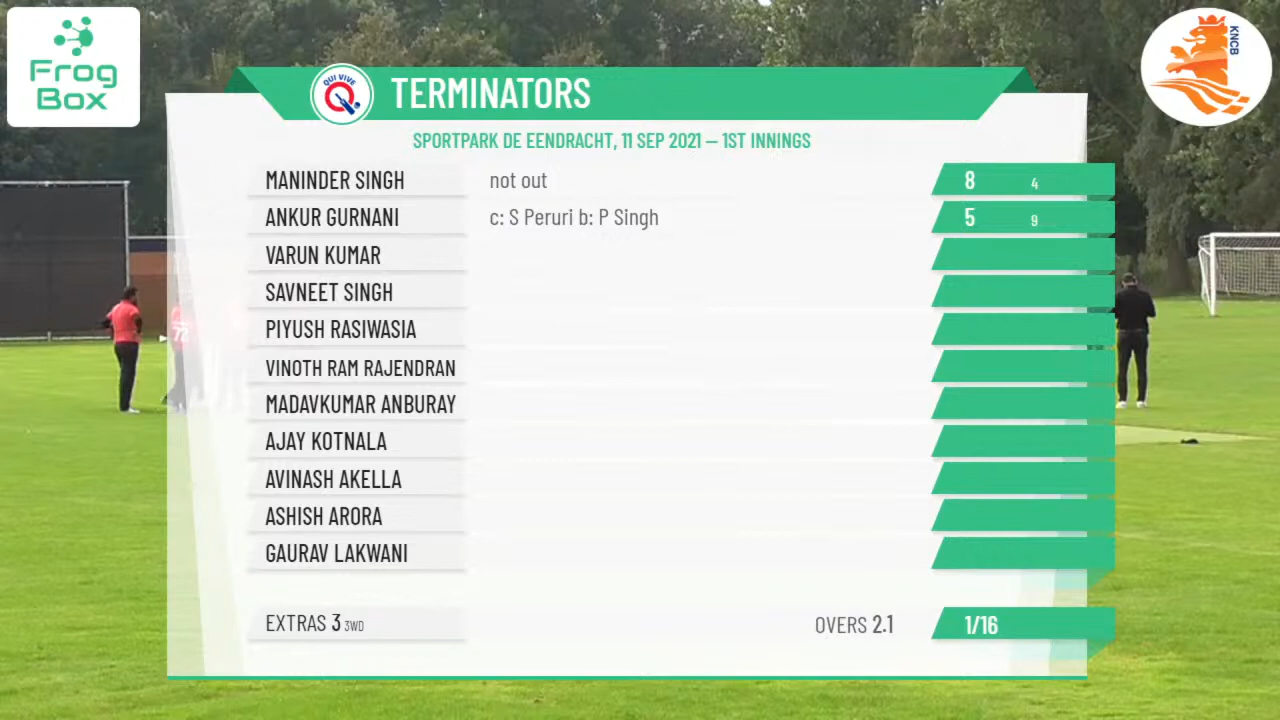 Frog
Box
KNCB
QUI VIVE
TERMINATORS
SPORTPARK DE EENDRACHT, 11 SEP 2021 – 1ST INNINGS
MANINDER SINGH not out 8 4
ANKUR GURNANI c: S Peruri b: P Singh 5 9
VARUN KUMAR
SAVNEET SINGH
PIYUSH RASIWASIA
VINOTH RAM RAJENDRAN
MADAVKUMAR ANBURAY
AJAY KOTNALA
AVINASH AKELLA
ASHISH ARORA
GAURAV LAKWANI
EXTRAS 3 3WD OVERS 2.1 1/16
72